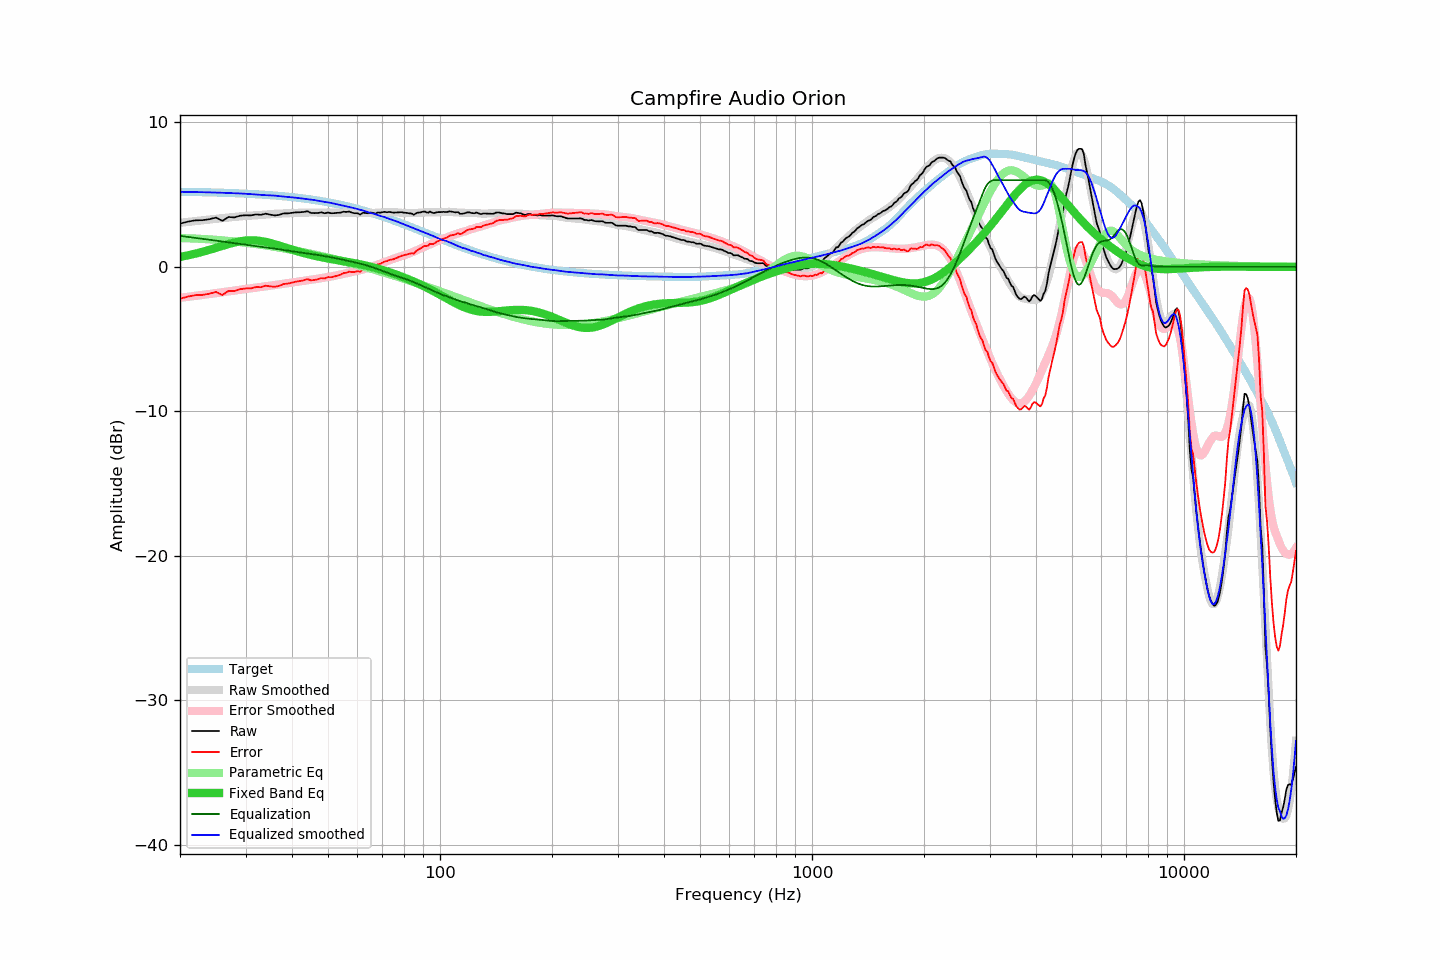 Campfire Audio Orion
10
0
−10
−20
−30
−40
Amplitude (dBr)
Target
Raw Smoothed
Error Smoothed
Raw
Error
Parametric Eq
Fixed Band Eq
Equalization
Equalized smoothed
100
1000
10000
Frequency (Hz)